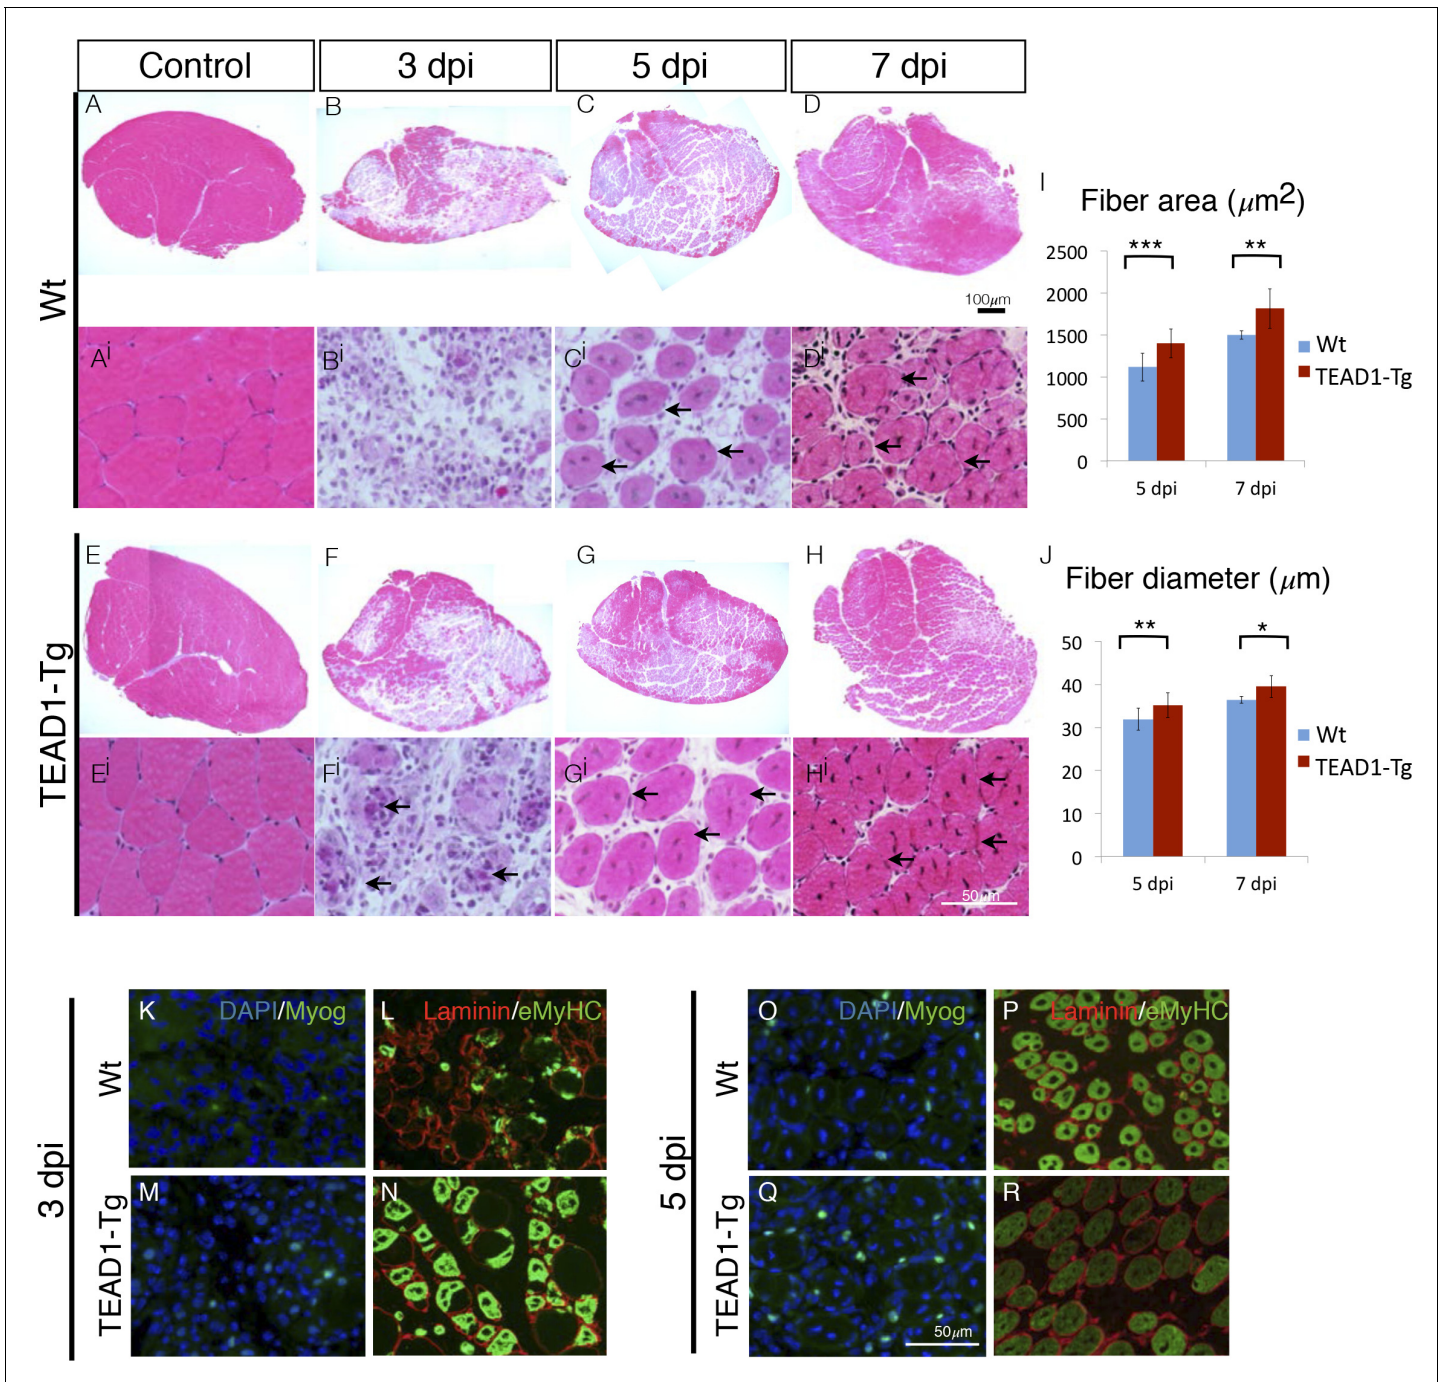 Control
3 dpi
5 dpi
7 dpi
Wt
A
B
C
D
100μm
Aⁱ
Bⁱ
Cⁱ
Dⁱ
I
Fiber area (μm²)
2500
2000
1500
1000
500
0
***
**
5 dpi
7 dpi
Wt
TEAD1-Tg
TEAD1-Tg
E
F
G
H
Eⁱ
Fⁱ
Gⁱ
Hⁱ
50μm
J
Fiber diameter (μm)
50
40
30
20
10
0
**
*
5 dpi
7 dpi
Wt
TEAD1-Tg
3 dpi
Wt
K
DAPI/Myog
L
Laminin/eMyHC
TEAD1-Tg
M
N
5 dpi
Wt
O
DAPI/Myog
P
Laminin/eMyHC
TEAD1-Tg
Q
50μm
R